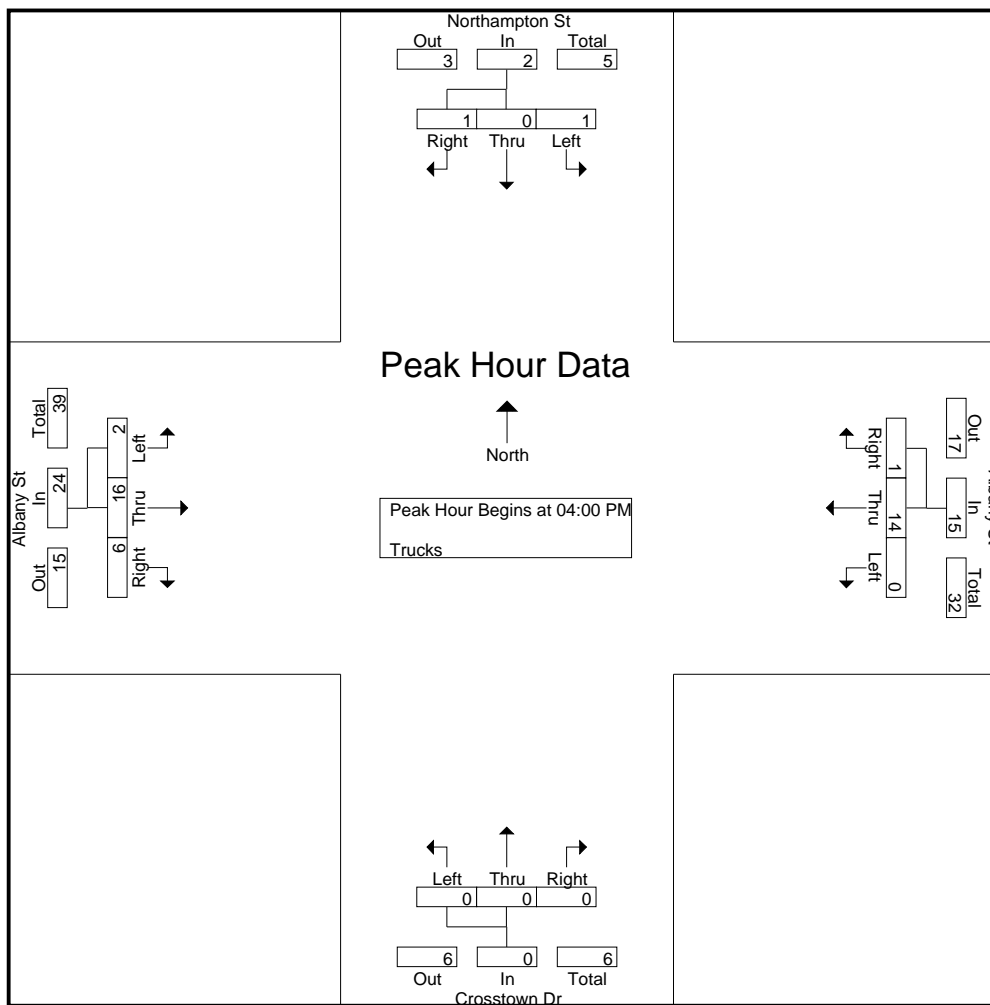 Northampton St
Out In Total
3 2 5
1 0 1
Right Thru Left
Peak Hour Data
North
Peak Hour Begins at 04:00 PM
Trucks
Albany St
Out In Total
15 24 39
6 16 2
Right Thru Left
Out In Total
17 15 32
1 14 0
Right Thru Left
Left Thru Right
0 0 0
6 0 6
Out In Total
Crosstown Dr